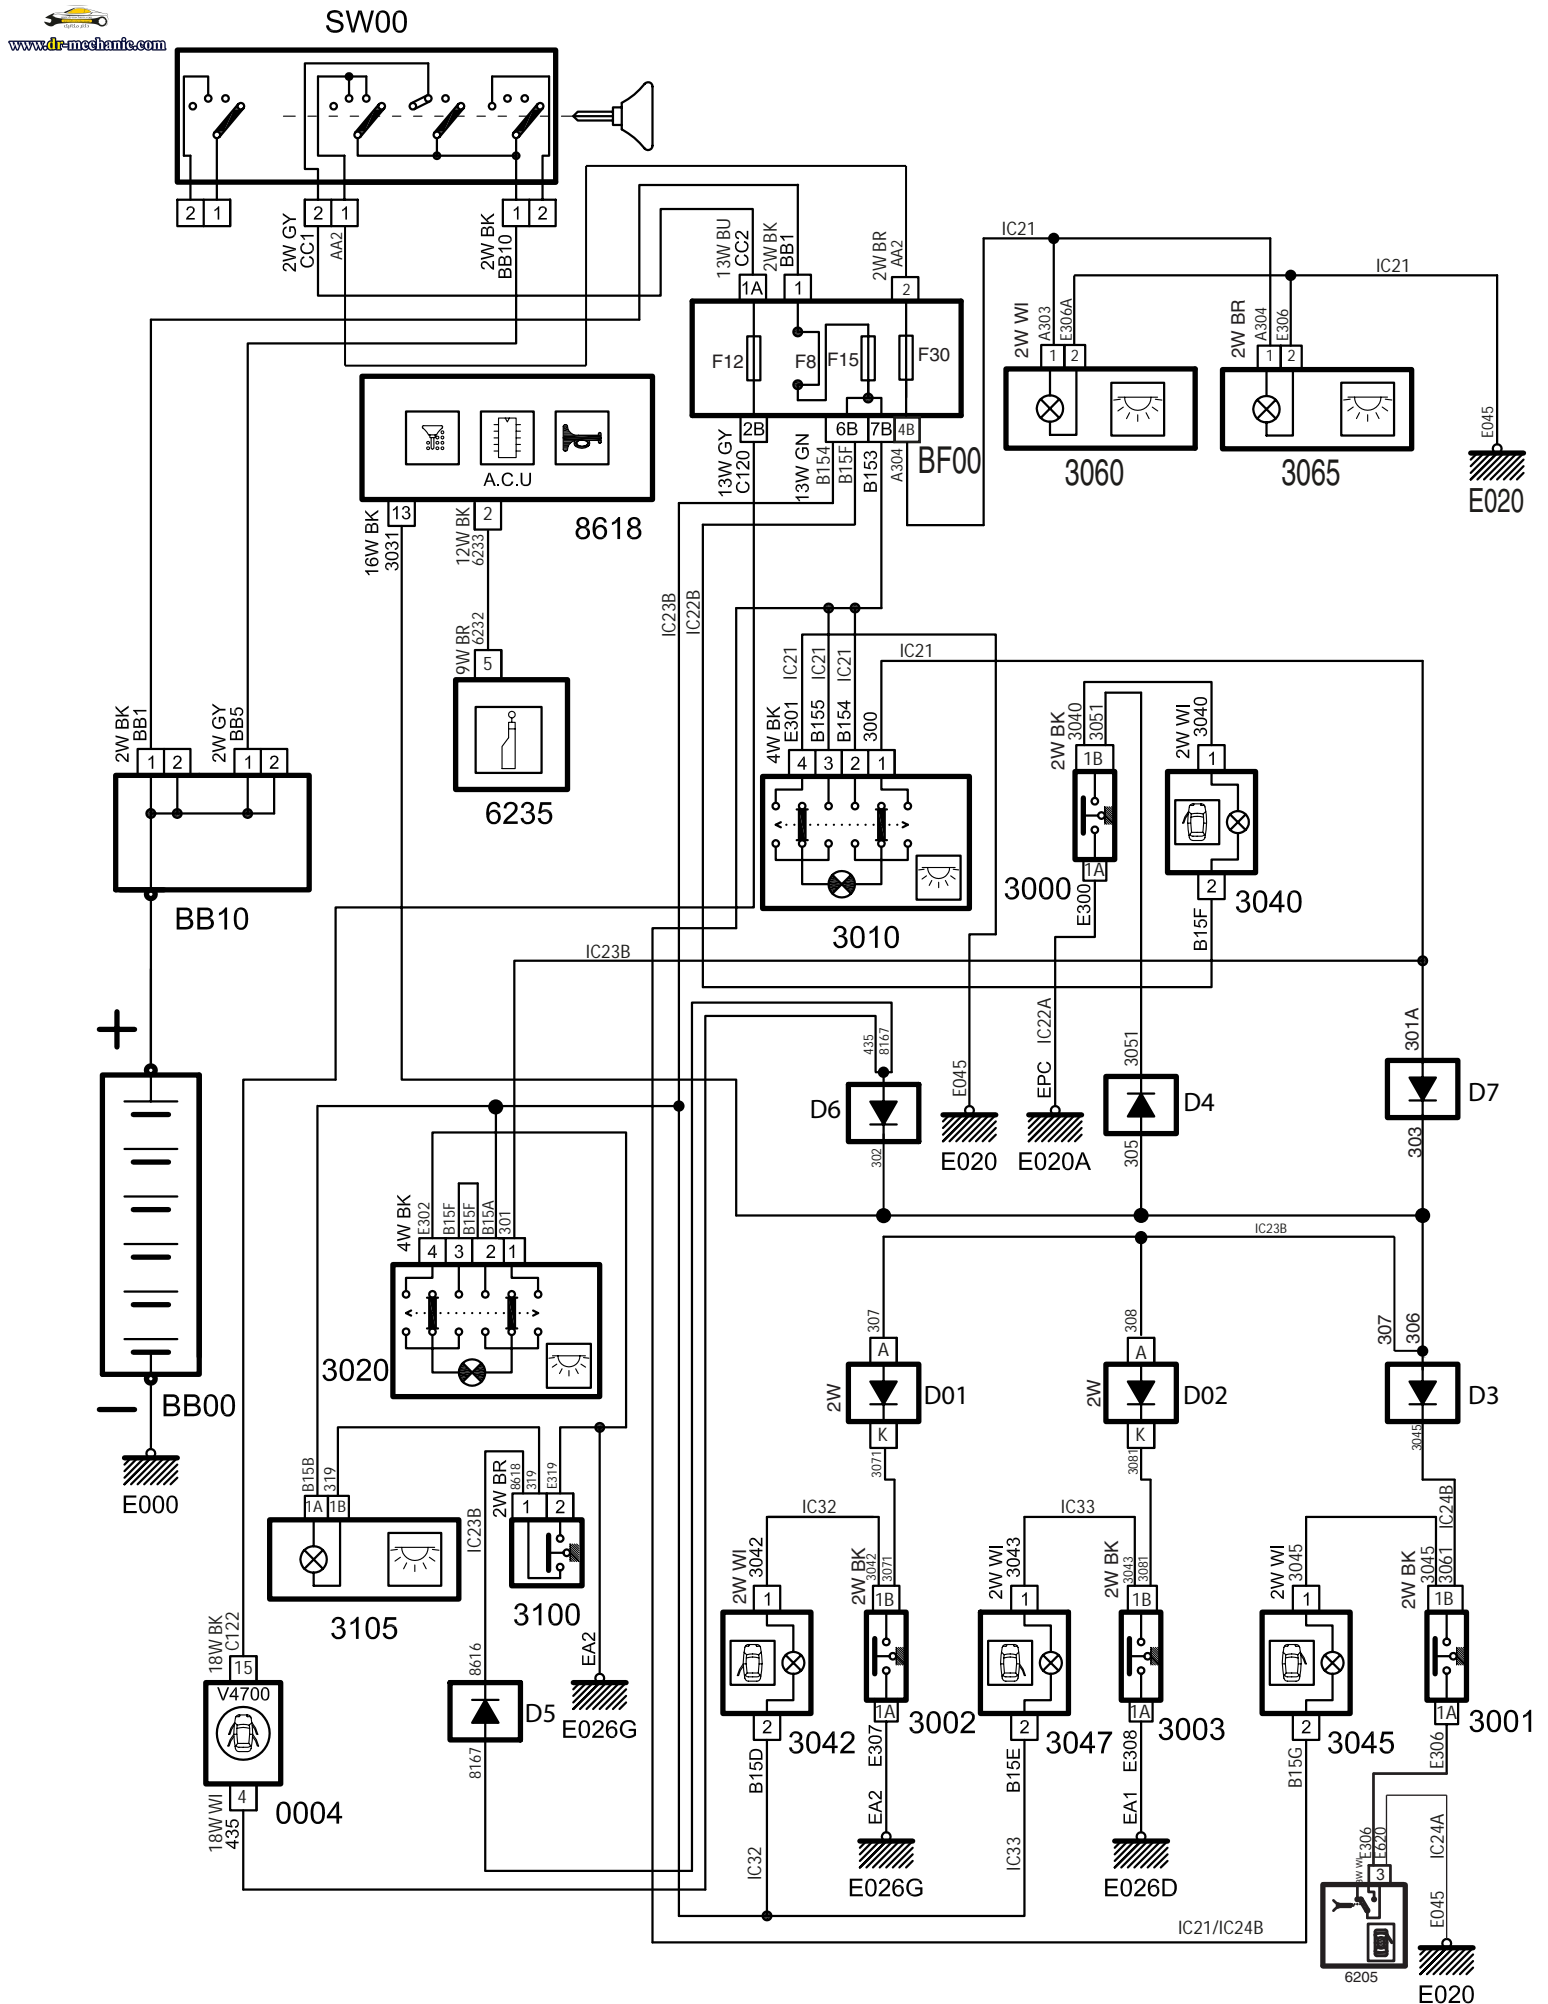 www.dr-mechanic.com
SW00
2 1
2 1
1 2
2W GY
CC1
AA2
2W BK
BB10
13W BU
CC2
2W BK
BB1
2W BR
AA2
1A
1
2
F12
F8
F15
F30
2B
6B
7B
4B
BF00
13W GY
C120
13W GN
B154
B15F
B153
A304
IC21
IC21
2W WI
A303
E306A
2W BR
A304
E306
1 2
1 2
3060
3065
E045
E020
A.C.U
8618
13
2
16W BK
3031
12W BK
6233
9W BR
6232
5
6235
IC23B
IC22B
2W BK
BB1
2W GY
BB5
1 2
1 2
BB10
IC21
IC21
IC21
IC21
4W BK
E301
B155
B154
300
4 3 2 1
3010
2W BK
3040
3051
1B
1A
3000
E300
2W WI
3040
1
2
3040
B15F
IC23B
+
BB00
–
E000
435
8167
D6
302
E045
E020
EPC
IC22A
E020A
3051
D4
305
301A
D7
303
4W BK
E302
B15F
B15F
B15A
301
4 3 2 1
3020
IC23B
307
A
2W
D01
K
3071
308
A
2W
D02
K
3081
307
306
D3
3045
B15B
319
1A 1B
3105
IC23B
2W BR
8618
319
E319
1 2
3100
8616
D5
8167
EA2
E026G
18W BK
C122
15
V4700
4
0004
18W WI
435
IC32
2W WI
3042
1
2
3042
B15D
IC32
2W BK
3042
3071
1B
1A
3002
E307
EA2
E026G
IC33
2W WI
3043
1
2
3047
B15E
IC33
2W BK
3043
3081
1B
1A
3003
E308
EA1
E026D
2W WI
3045
1
2
3045
B15G
IC24B
2W BK
3045
3061
1B
1A
3001
E306
IC21/IC24B
E306
E620
3
6205
IC24A
E045
E020